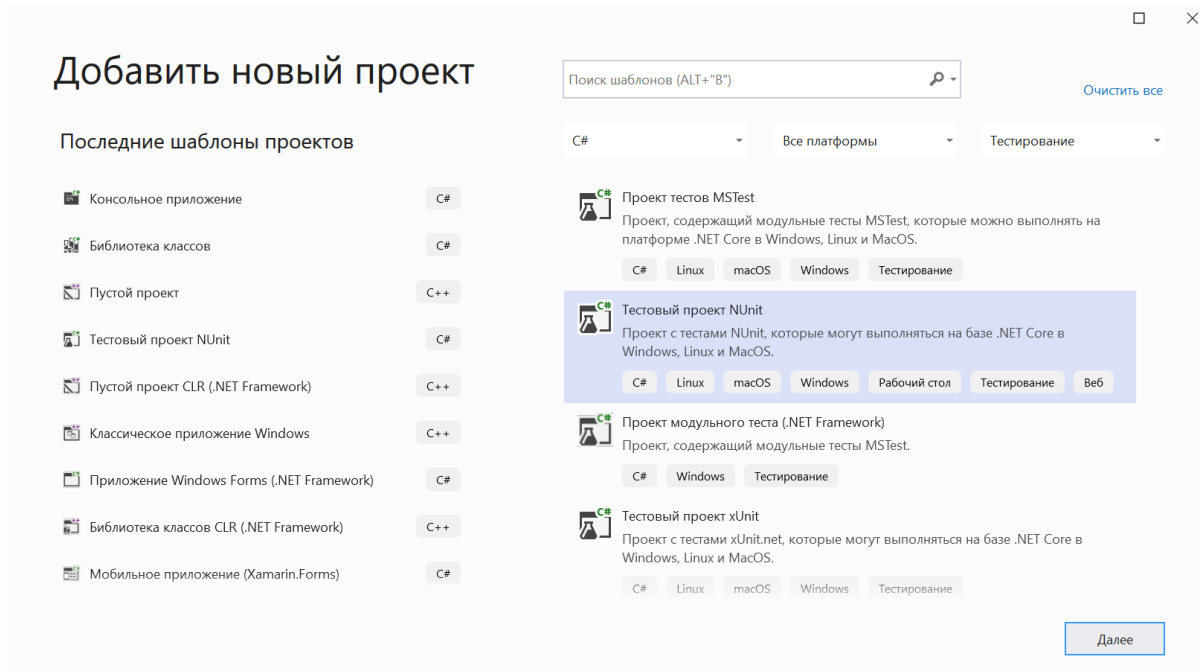 Добавить новый проект
Поиск шаблонов (ALT+"B")
Очистить все
Последние шаблоны проектов
C#
Все платформы
Тестирование
Консольное приложение C#
Библиотека классов C#
Пустой проект C++
Тестовый проект NUnit C#
Пустой проект CLR (.NET Framework) C++
Классическое приложение Windows C++
Приложение Windows Forms (.NET Framework) C#
Библиотека классов CLR (.NET Framework) C++
Мобильное приложение (Xamarin.Forms) C#
Проект тестов MSTest
Проект, содержащий модульные тесты MSTest, которые можно выполнять на
платформе .NET Core в Windows, Linux и MacOS.
C# Linux macOS Windows Тестирование
Тестовый проект NUnit
Проект с тестами NUnit, которые могут выполняться на базе .NET Core в
Windows, Linux и MacOS.
C# Linux macOS Windows Рабочий стол Тестирование Веб
Проект модульного теста (.NET Framework)
Проект, содержащий модульные тесты MSTest.
C# Windows Тестирование
Тестовый проект xUnit
Проект с тестами xUnit.net, которые могут выполняться на базе .NET Core в
Windows, Linux и MacOS.
C# Linux macOS Windows Тестирование
Далее